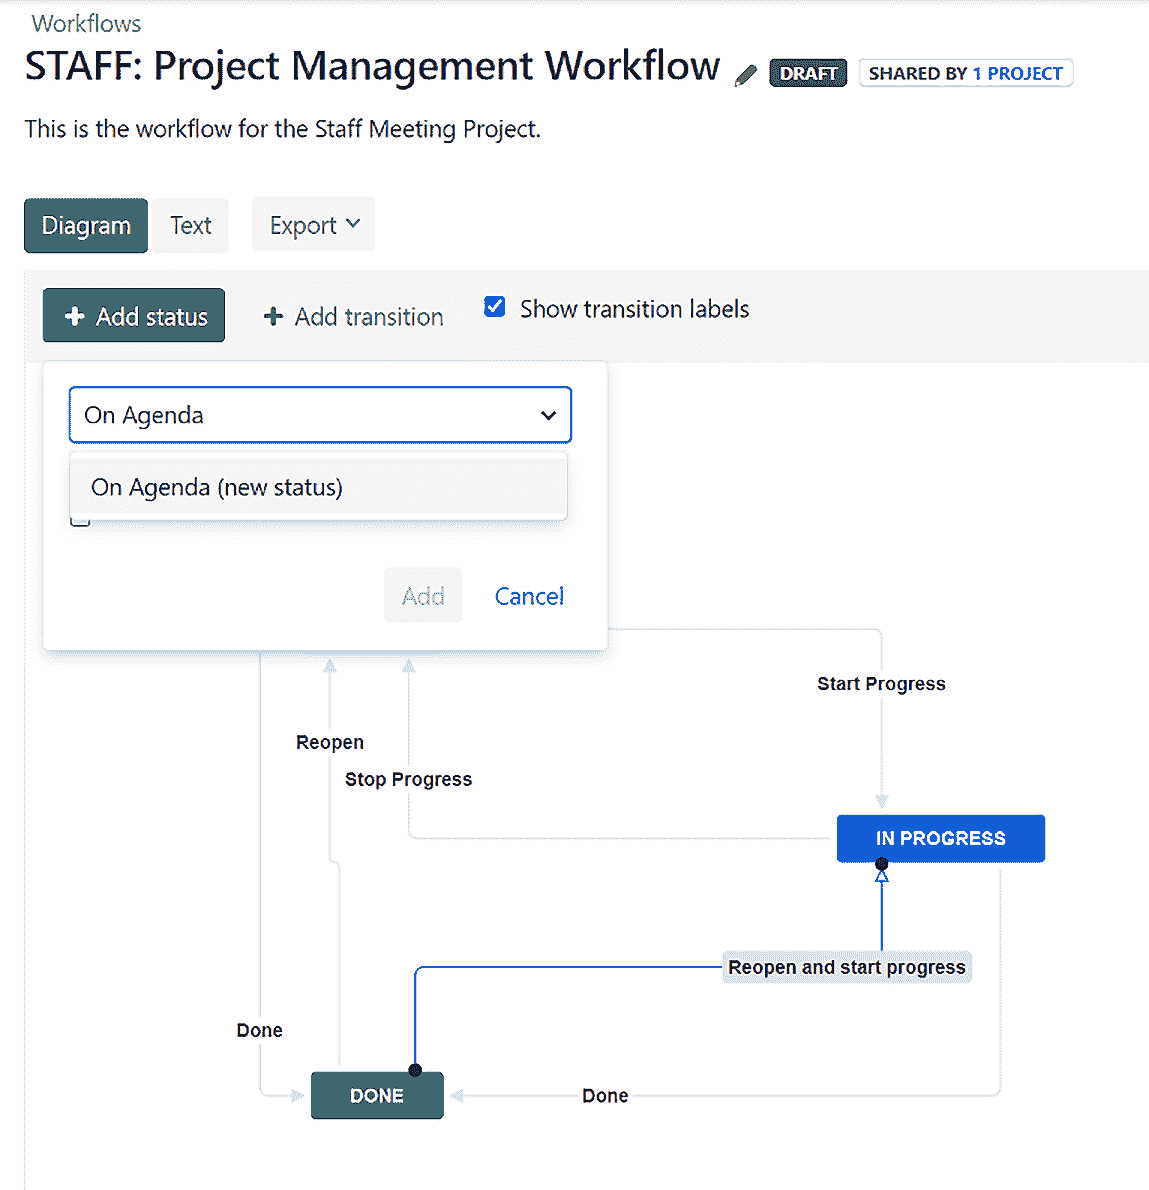 Workflows
STAFF: Project Management Workflow DRAFT SHARED BY 1 PROJECT
This is the workflow for the Staff Meeting Project.
Diagram Text Export
+ Add status + Add transition Show transition labels
On Agenda
On Agenda (new status)
Add Cancel
Start Progress
Reopen
Stop Progress
IN PROGRESS
Reopen and start progress
Done
DONE Done